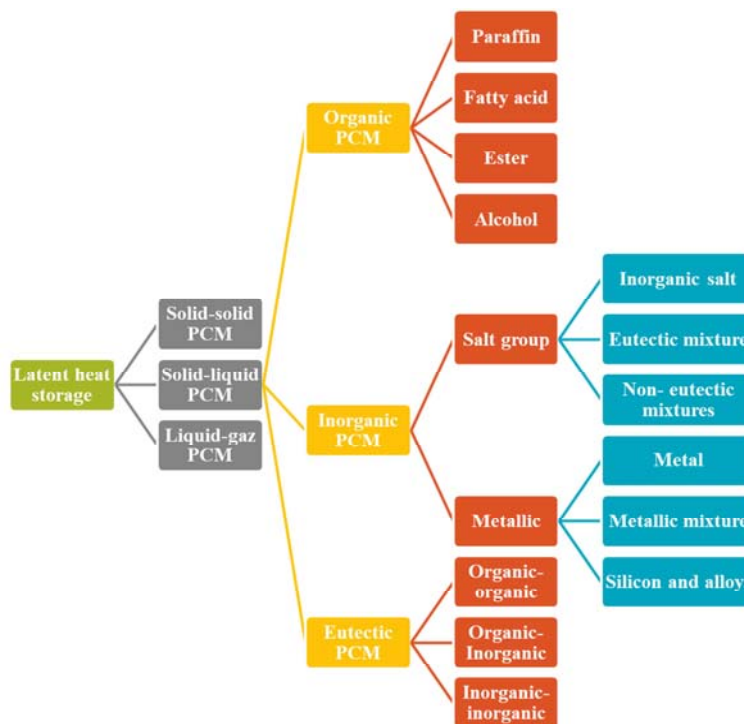 Paraffin
Fatty acid
Ester
Alcohol
Organic
PCM
Inorganic salt
Eutectic mixture
Non- eutectic
mixtures
Salt group
Solid-solid
PCM
Latent heat
storage
Solid-liquid
PCM
Liquid-gaz
PCM
Inorganic
PCM
Metal
Metallic
Metallic mixture
Silicon and alloy
Organic-
organic
Eutectic
PCM
Organic-
Inorganic
Inorganic-
inorganic